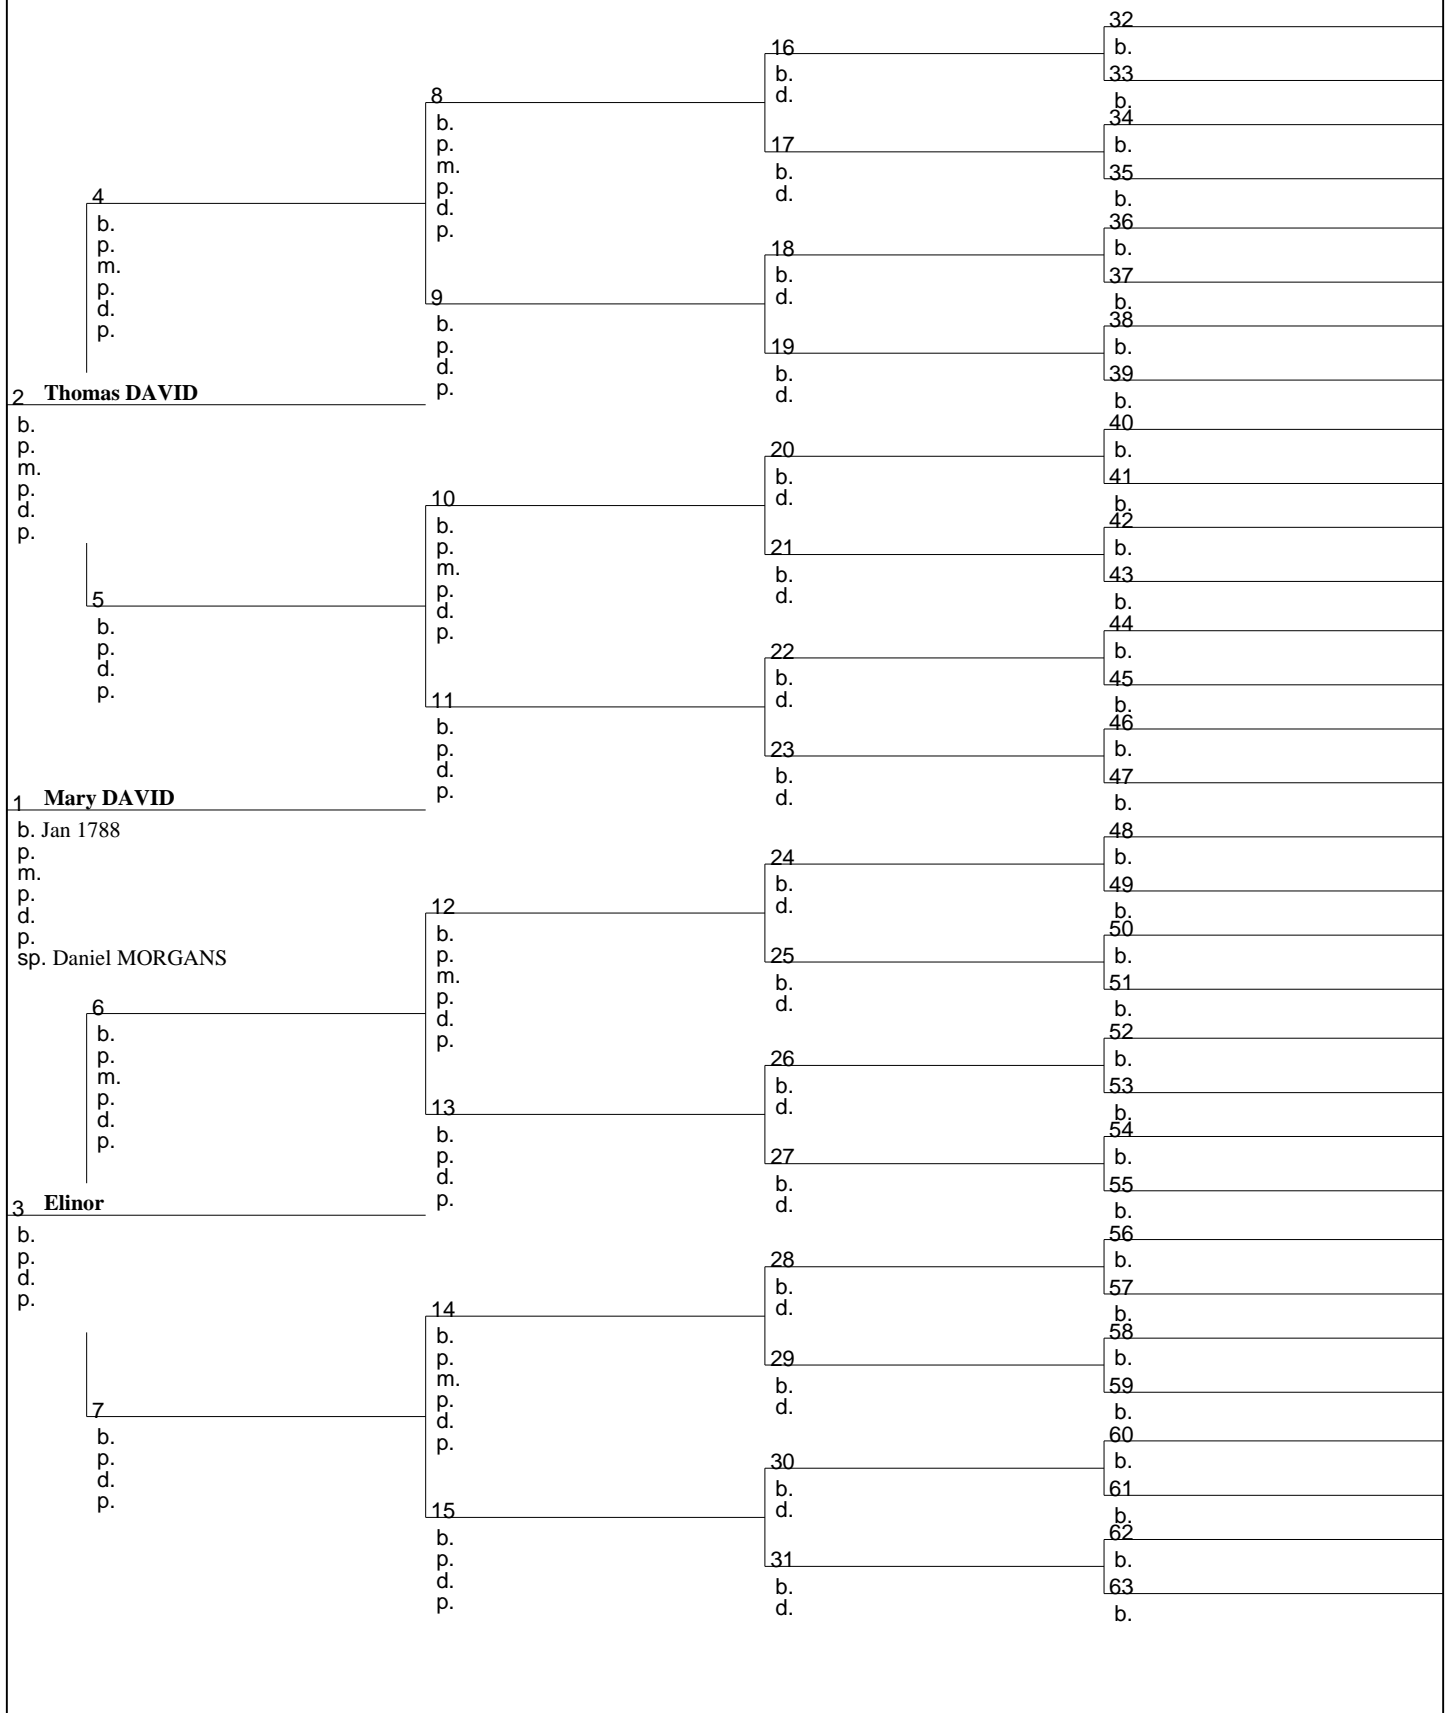 32
b.
33
b.
16
b.
d.
34
b.
35
b.
17
b.
d.
8
b.
p.
m.
p.
d.
p.
36
b.
37
b.
18
b.
d.
38
b.
39
b.
19
b.
d.
9
b.
p.
d.
p.
4
b.
p.
m.
p.
d.
p.
2 Thomas DAVID
b.
p.
m.
p.
d.
p.
40
b.
41
b.
20
b.
d.
42
b.
43
b.
21
b.
d.
10
b.
p.
m.
p.
d.
p.
44
b.
45
b.
22
b.
d.
46
b.
47
b.
23
b.
d.
11
b.
p.
d.
p.
5
b.
p.
d.
p.
1 Mary DAVID
b. Jan 1788
p.
m.
p.
d.
p.
sp. Daniel MORGANS
48
b.
49
b.
24
b.
d.
50
b.
51
b.
25
b.
d.
12
b.
p.
m.
p.
d.
p.
52
b.
53
b.
26
b.
d.
54
b.
55
b.
27
b.
d.
13
b.
p.
d.
p.
6
b.
p.
m.
p.
d.
p.
3 Elinor
b.
p.
d.
p.
56
b.
57
b.
28
b.
d.
58
b.
59
b.
29
b.
d.
14
b.
p.
m.
p.
d.
p.
60
b.
61
b.
30
b.
d.
62
b.
63
b.
31
b.
d.
15
b.
p.
d.
p.
7
b.
p.
d.
p.